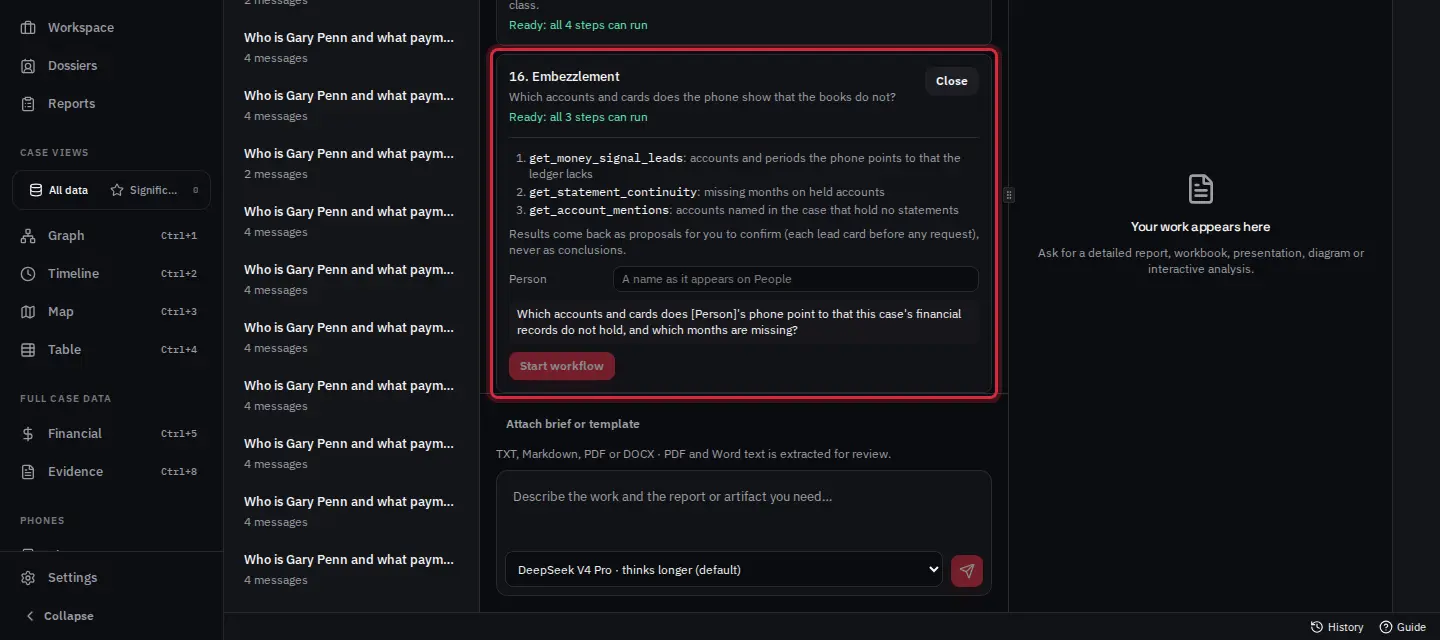 Workspace
Dossiers
Reports
CASE VIEWS
All data
Signific...
0
Graph Ctrl+1
Timeline Ctrl+2
Map Ctrl+3
Table Ctrl+4
FULL CASE DATA
Financial Ctrl+5
Evidence Ctrl+8
PHONES
Settings
Collapse
2 messages
Who is Gary Penn and what paym...
4 messages
Who is Gary Penn and what paym...
4 messages
Who is Gary Penn and what paym...
2 messages
Who is Gary Penn and what paym...
4 messages
Who is Gary Penn and what paym...
4 messages
Who is Gary Penn and what paym...
4 messages
Who is Gary Penn and what paym...
4 messages
Who is Gary Penn and what paym...
4 messages
Who is Gary Penn and what paym...
4 messages
Who is Gary Penn and what paym...
4 messages
class.
Ready: all 4 steps can run
16. Embezzlement
Close
Which accounts and cards does the phone show that the books do not?
Ready: all 3 steps can run
1. get_money_signal_leads: accounts and periods the phone points to that the
ledger lacks
2. get_statement_continuity: missing months on held accounts
3. get_account_mentions: accounts named in the case that hold no statements
Results come back as proposals for you to confirm (each lead card before any request),
never as conclusions.
Person
A name as it appears on People
Which accounts and cards does [Person]'s phone point to that this case's financial
records do not hold, and which months are missing?
Start workflow
Attach brief or template
TXT, Markdown, PDF or DOCX · PDF and Word text is extracted for review.
Describe the work and the report or artifact you need...
DeepSeek V4 Pro · thinks longer (default)
Your work appears here
Ask for a detailed report, workbook, presentation, diagram or
interactive analysis.
History
Guide